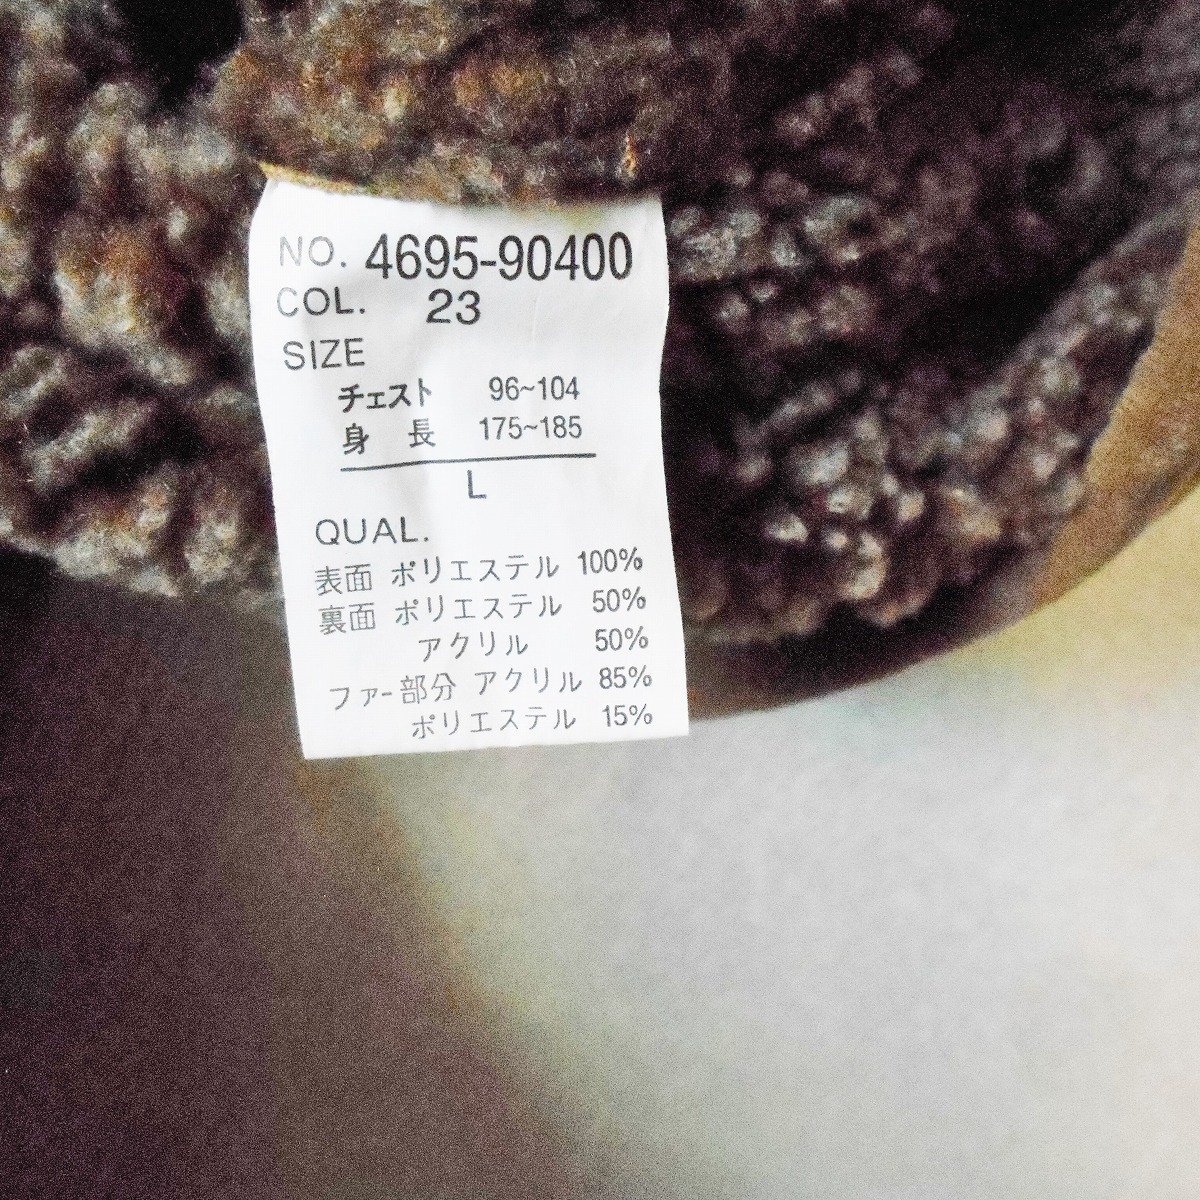 NO. 4695-90400
COL. 23
SIZE
チェスト 96~104
身 長 175~185
L
QUAL.
表面 ポリエステル 100%
裏面 ポリエステル 50%
アクリル 50%
ファー部分 アクリル 85%
ポリエステル 15%